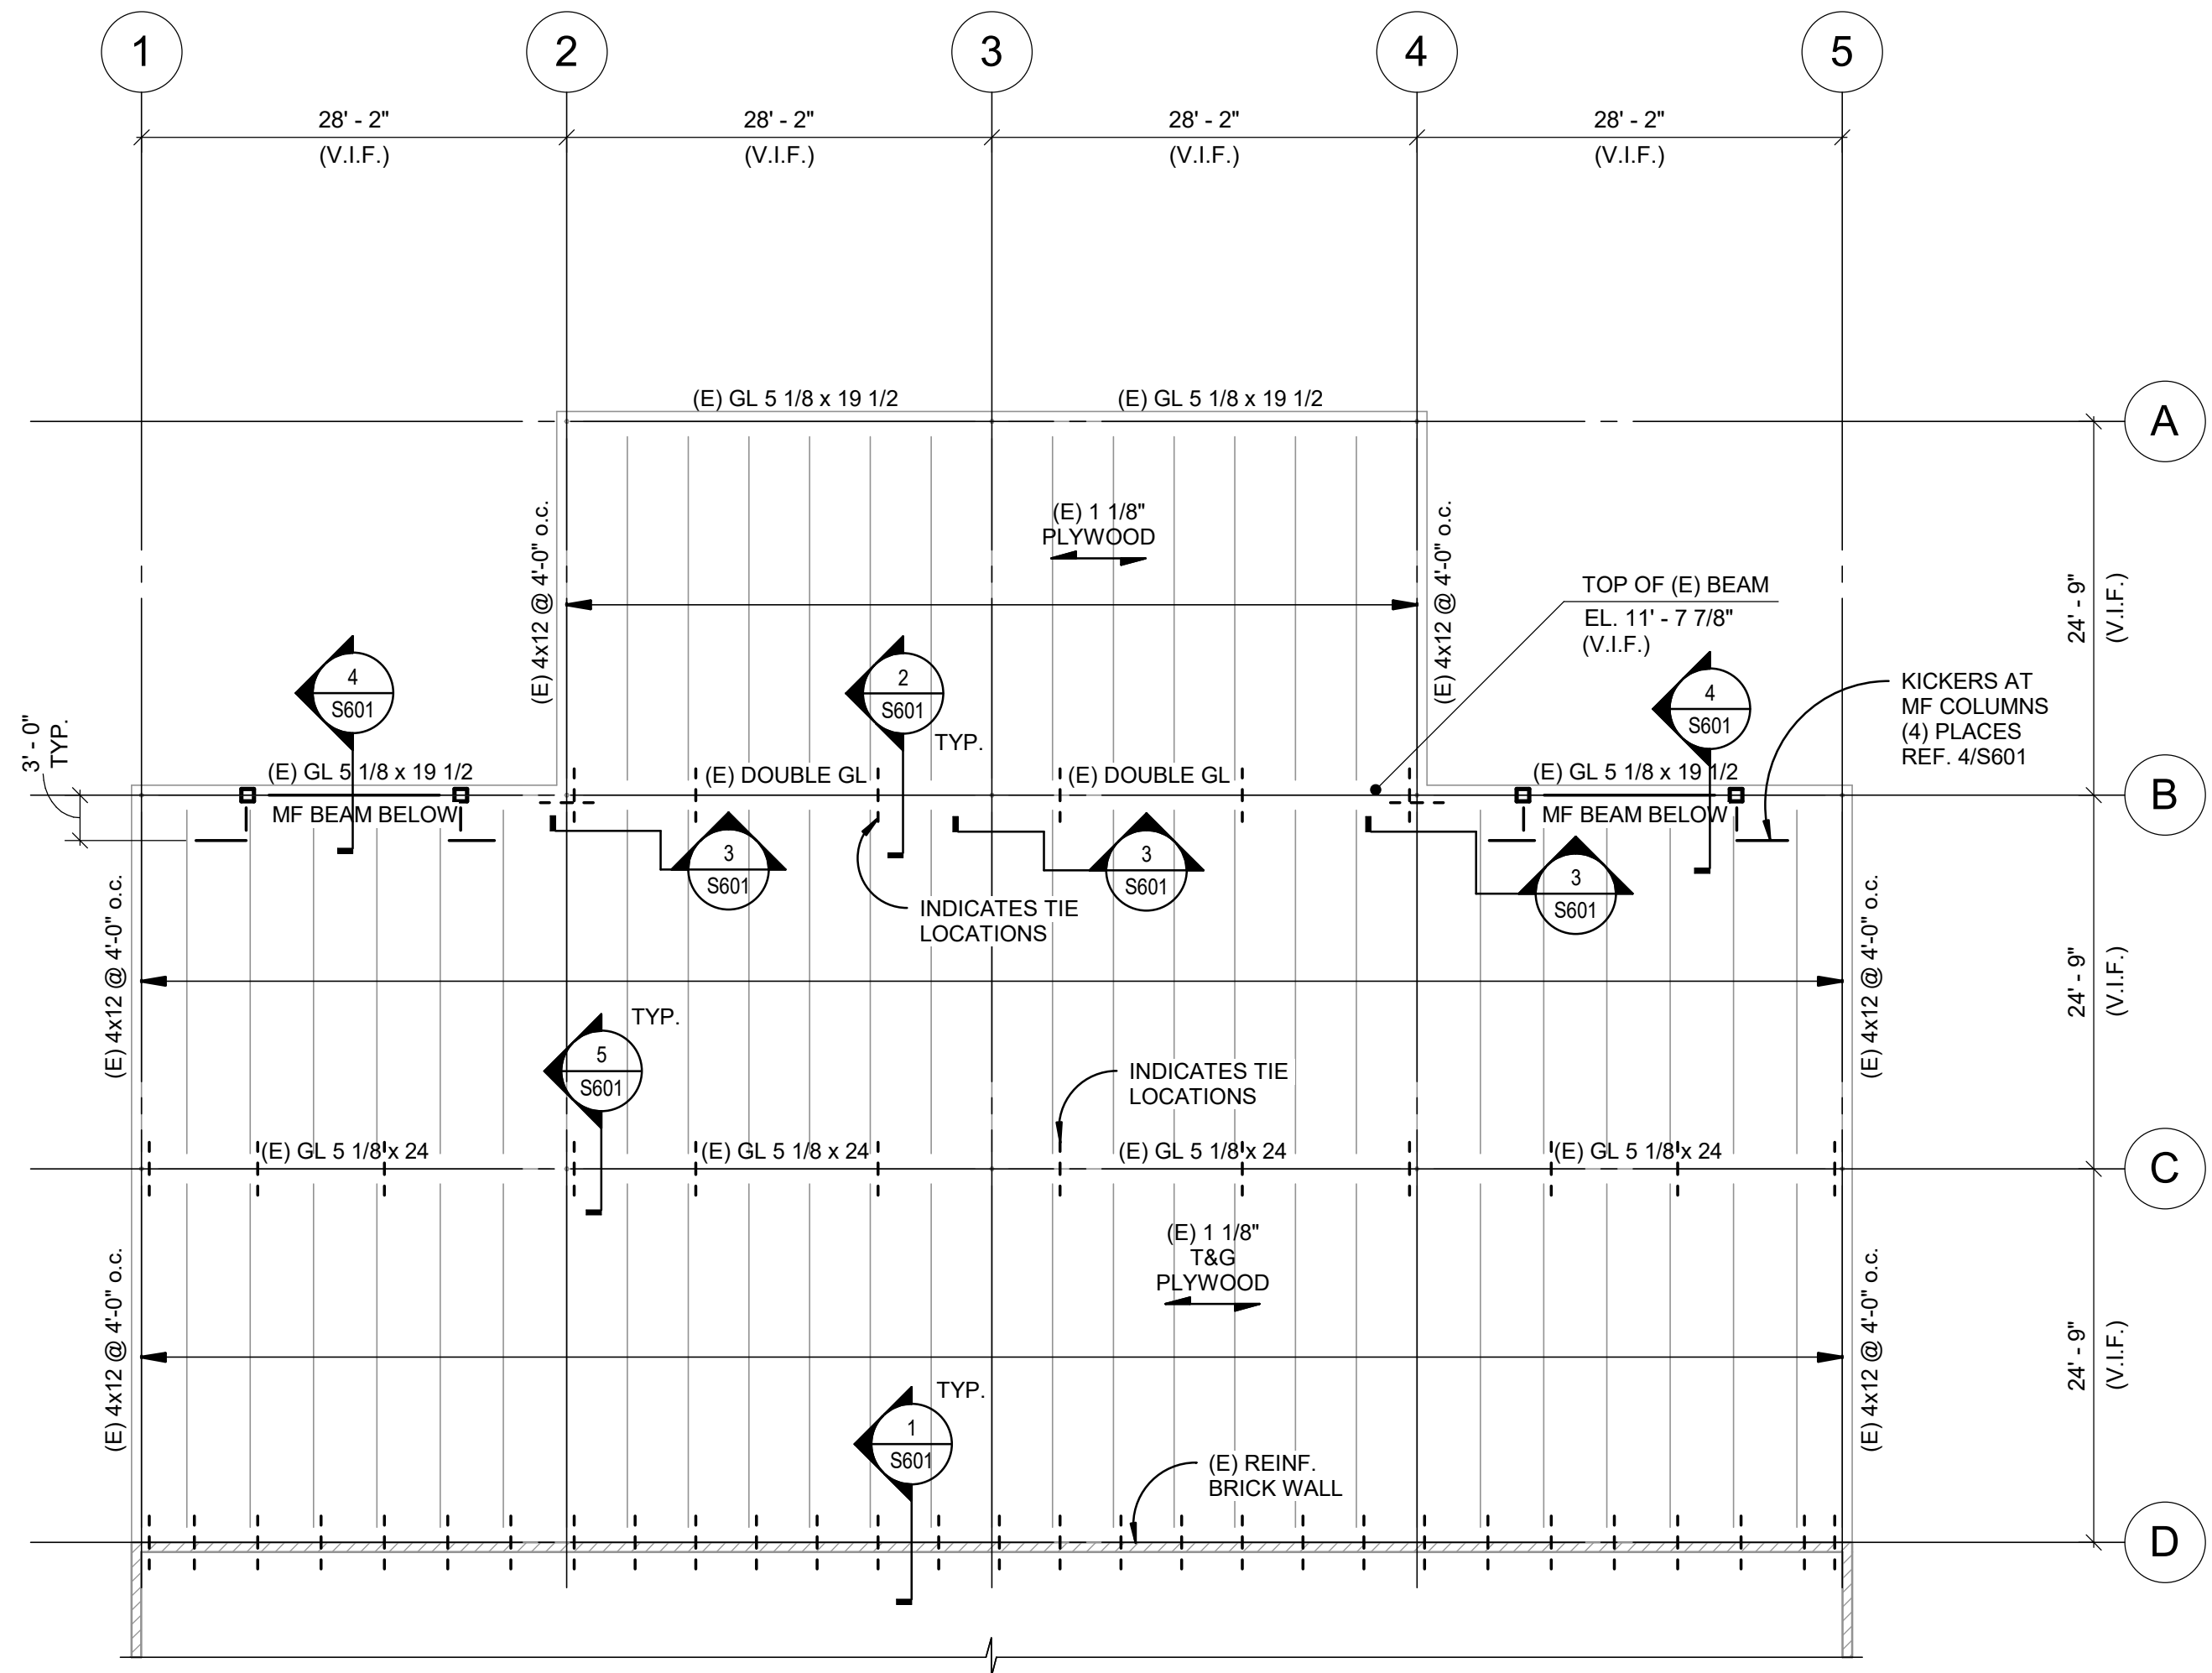 1
2
3
4
5
28' - 2"
28' - 2"
28' - 2"
28' - 2"
(V.I.F.)
(V.I.F.)
(V.I.F.)
(V.I.F.)
(E) GL 5 1/8 x 19 1/2
(E) GL 5 1/8 x 19 1/2
A
(E) 4x12 @ 4'-0" o.c.
(E) 1 1/8"
PLYWOOD
(E) 4x12 @ 4'-0" o.c.
TOP OF (E) BEAM
EL. 11' - 7 7/8"
(V.I.F.)
24' - 9"
(V.I.F.)
4
S601
2
S601
TYP.
4
S601
KICKERS AT
MF COLUMNS
(4) PLACES
REF. 4/S601
3' - 0"
TYP.
(E) GL 5 1/8 x 19 1/2
MF BEAM BELOW
(E) DOUBLE GL
(E) DOUBLE GL
(E) GL 5 1/8 x 19 1/2
MF BEAM BELOW
B
3
S601
3
S601
3
S601
INDICATES TIE
LOCATIONS
(E) 4x12 @ 4'-0" o.c.
(E) 4x12 @ 4'-0" o.c.
24' - 9"
(V.I.F.)
TYP.
5
S601
INDICATES TIE
LOCATIONS
(E) GL 5 1/8 x 24
(E) GL 5 1/8 x 24
(E) GL 5 1/8 x 24
(E) GL 5 1/8 x 24
C
(E) 1 1/8"
T&G
PLYWOOD
(E) 4x12 @ 4'-0" o.c.
(E) 4x12 @ 4'-0" o.c.
24' - 9"
(V.I.F.)
TYP.
1
S601
(E) REINF.
BRICK WALL
D